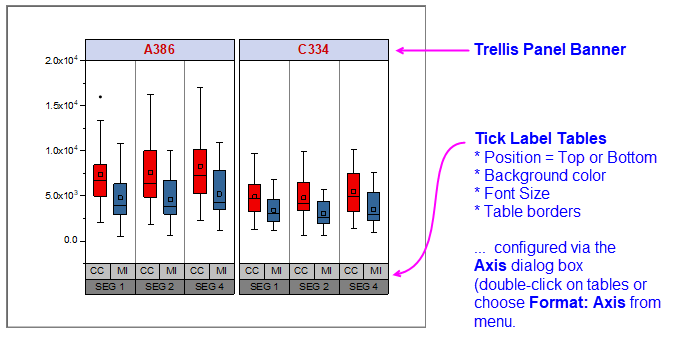 A386 C334
Trellis Panel Banner
2.0x10⁴
1.5x10⁴
1.0x10⁴
5.0x10³
0.0
CC MI CC MI CC MI CC MI CC MI CC MI
SEG 1 SEG 2 SEG 4 SEG 1 SEG 2 SEG 4
Tick Label Tables
* Position = Top or Bottom
* Background color
* Font Size
* Table borders
... configured via the
Axis dialog box
(double-click on tables or
choose Format: Axis from
menu.